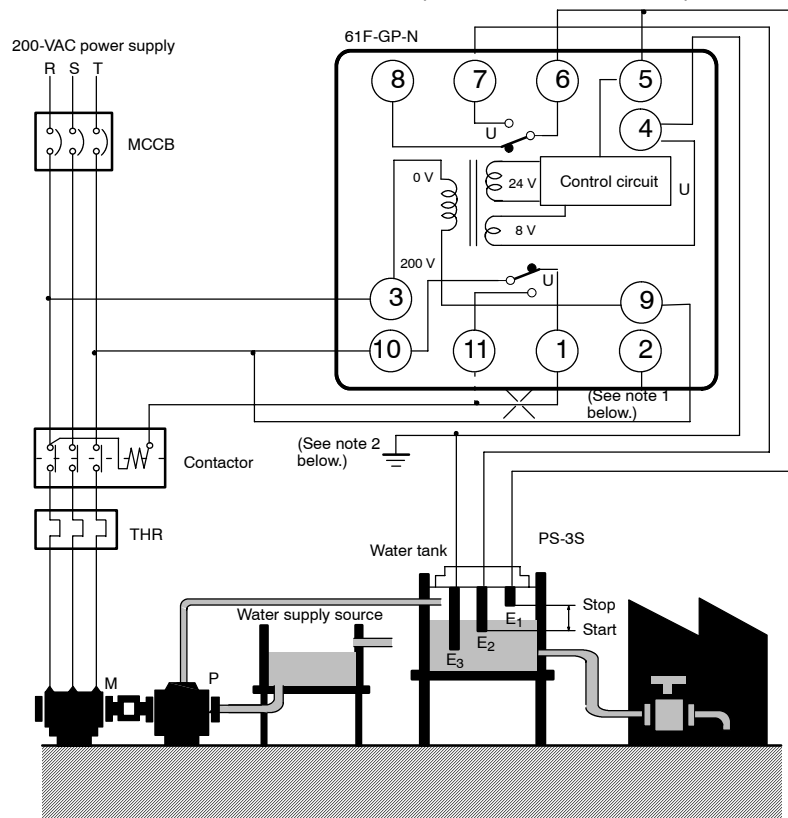 61F-GP-N
200-VAC power supply
R S T
8 7 6 5
4
MCCB
U
0 V
24 V
Control circuit
U
8 V
200 V
U
3
9
10 11 1 2
(See note 1
below.)
(See note 2
below.)
Contactor
THR
PS-3S
Water tank
Stop
Water supply source
E1
Start
E2
E3
M
P